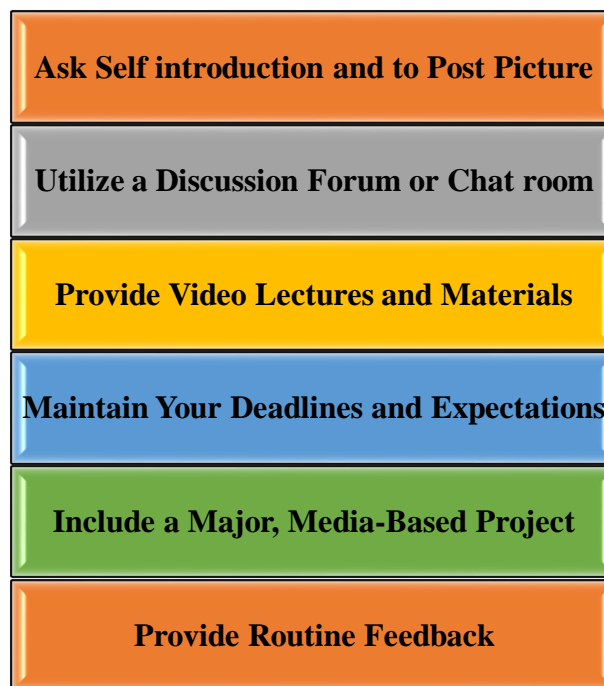 Ask Self introduction and to Post Picture
Utilize a Discussion Forum or Chat room
Provide Video Lectures and Materials
Maintain Your Deadlines and Expectations
Include a Major, Media-Based Project
Provide Routine Feedback